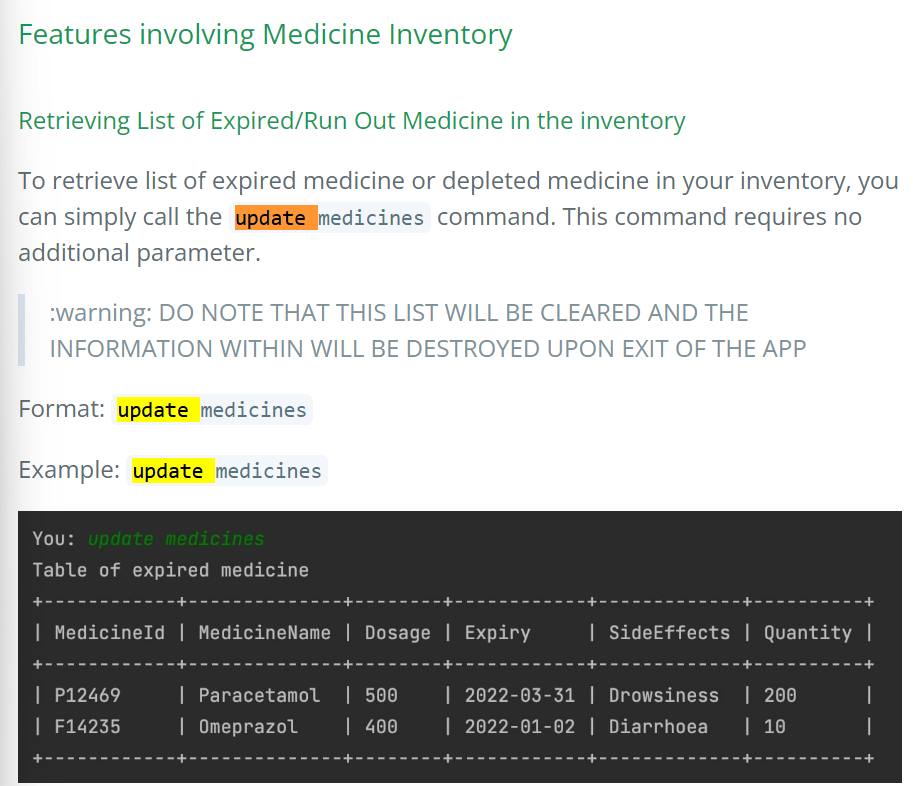 Features involving Medicine Inventory
Retrieving List of Expired/Run Out Medicine in the inventory
To retrieve list of expired medicine or depleted medicine in your inventory, you
can simply call the update medicines command. This command requires no
additional parameter.
:warning: DO NOTE THAT THIS LIST WILL BE CLEARED AND THE
INFORMATION WITHIN WILL BE DESTROYED UPON EXIT OF THE APP
Format: update medicines
Example: update medicines
You: update medicines
Table of expired medicine
+------------+--------------+--------+------------+-------------+----------+
| MedicineId | MedicineName | Dosage | Expiry     | SideEffects | Quantity |
+------------+--------------+--------+------------+-------------+----------+
| P12469     | Paracetamol  | 500    | 2022-03-31 | Drowsiness  | 200      |
| F14235     | Omeprazol    | 400    | 2022-01-02 | Diarrhoea   | 10       |
+------------+--------------+--------+------------+-------------+----------+